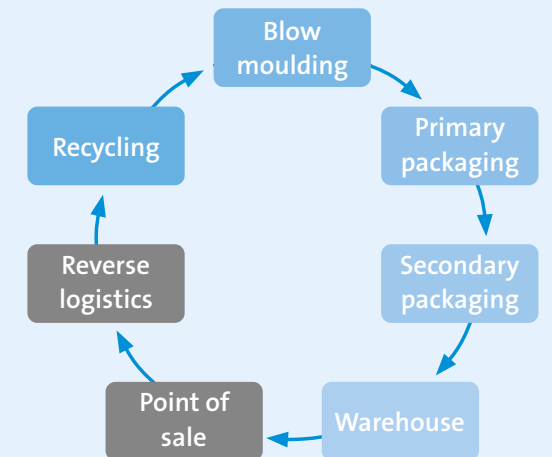 Blow
moulding
Primary
packaging
Secondary
packaging
Warehouse
Point of
sale
Reverse
logistics
Recycling